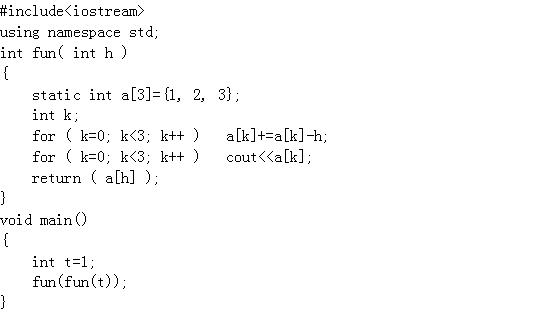 #include<iostream>
using namespace std;
int fun( int h )
{
static int a[3]={1, 2, 3};
int k;
for ( k=0; k<3; k++ ) a[k]+=a[k]-h;
for ( k=0; k<3; k++ ) cout<<a[k];
return ( a[h] );
}
void main()
{
int t=1;
fun(fun(t));
}